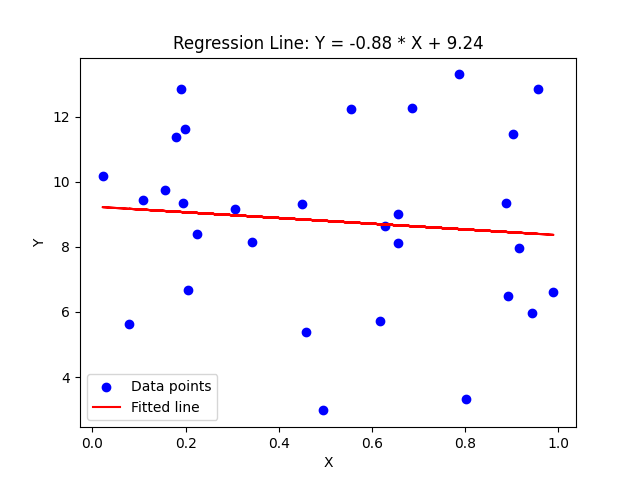 Regression Line: Y = -0.88 * X + 9.24
12
10
8
6
4
Y
Data points
Fitted line
0.0 0.2 0.4 0.6 0.8 1.0
X